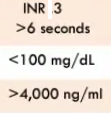 INR 3
>6 seconds
<100 mg/dL
>4,000 ng/ml